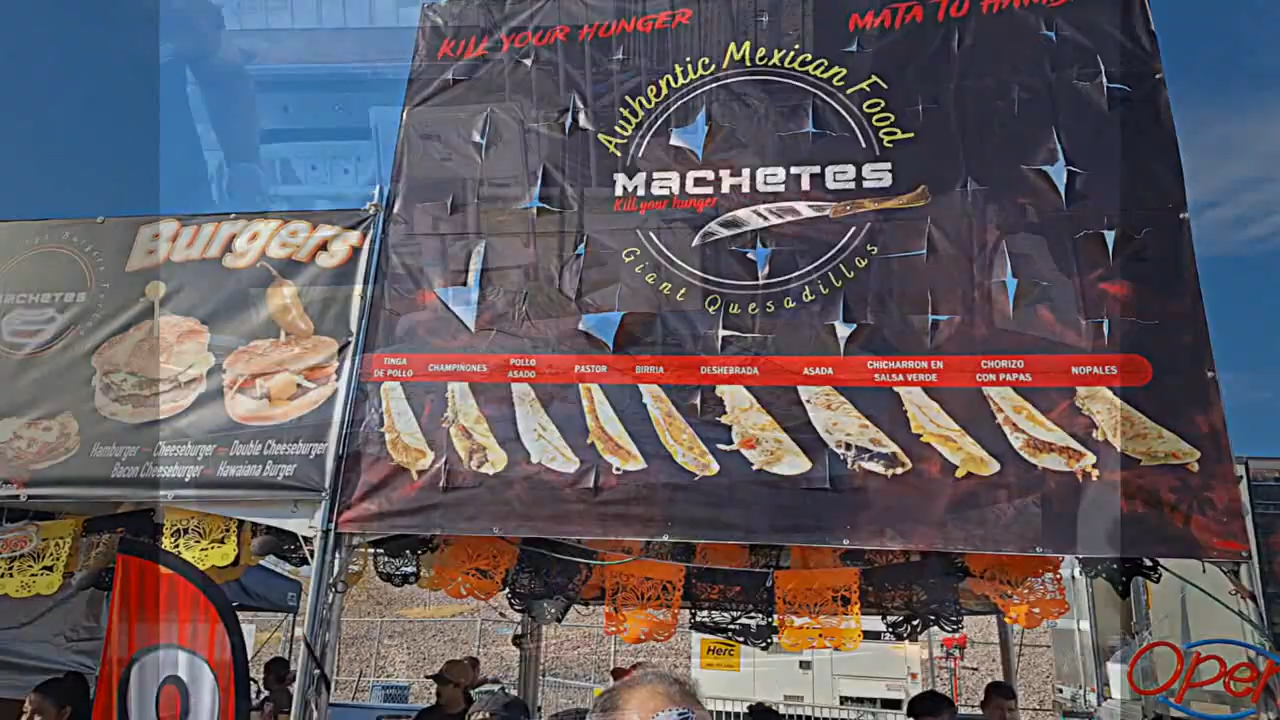 KILL YOUR HUNGER
MATA TU
Authentic Mexican Food
MACHETES
Kill your hunger
Giant Quesadillas
TINGA DE POLLO
CHAMPIÑONES
POLLO ASADO
PASTOR
BIRRIA
DESHEBRADA
ASADA
CHICHARRON EN SALSA VERDE
CHORIZO CON PAPAS
NOPALES
Burgers
MACHETES
Hamburger - Cheeseburger - Double Cheeseburger
Bacon Cheeseburger - Hawaiana Burger
Herc
Open